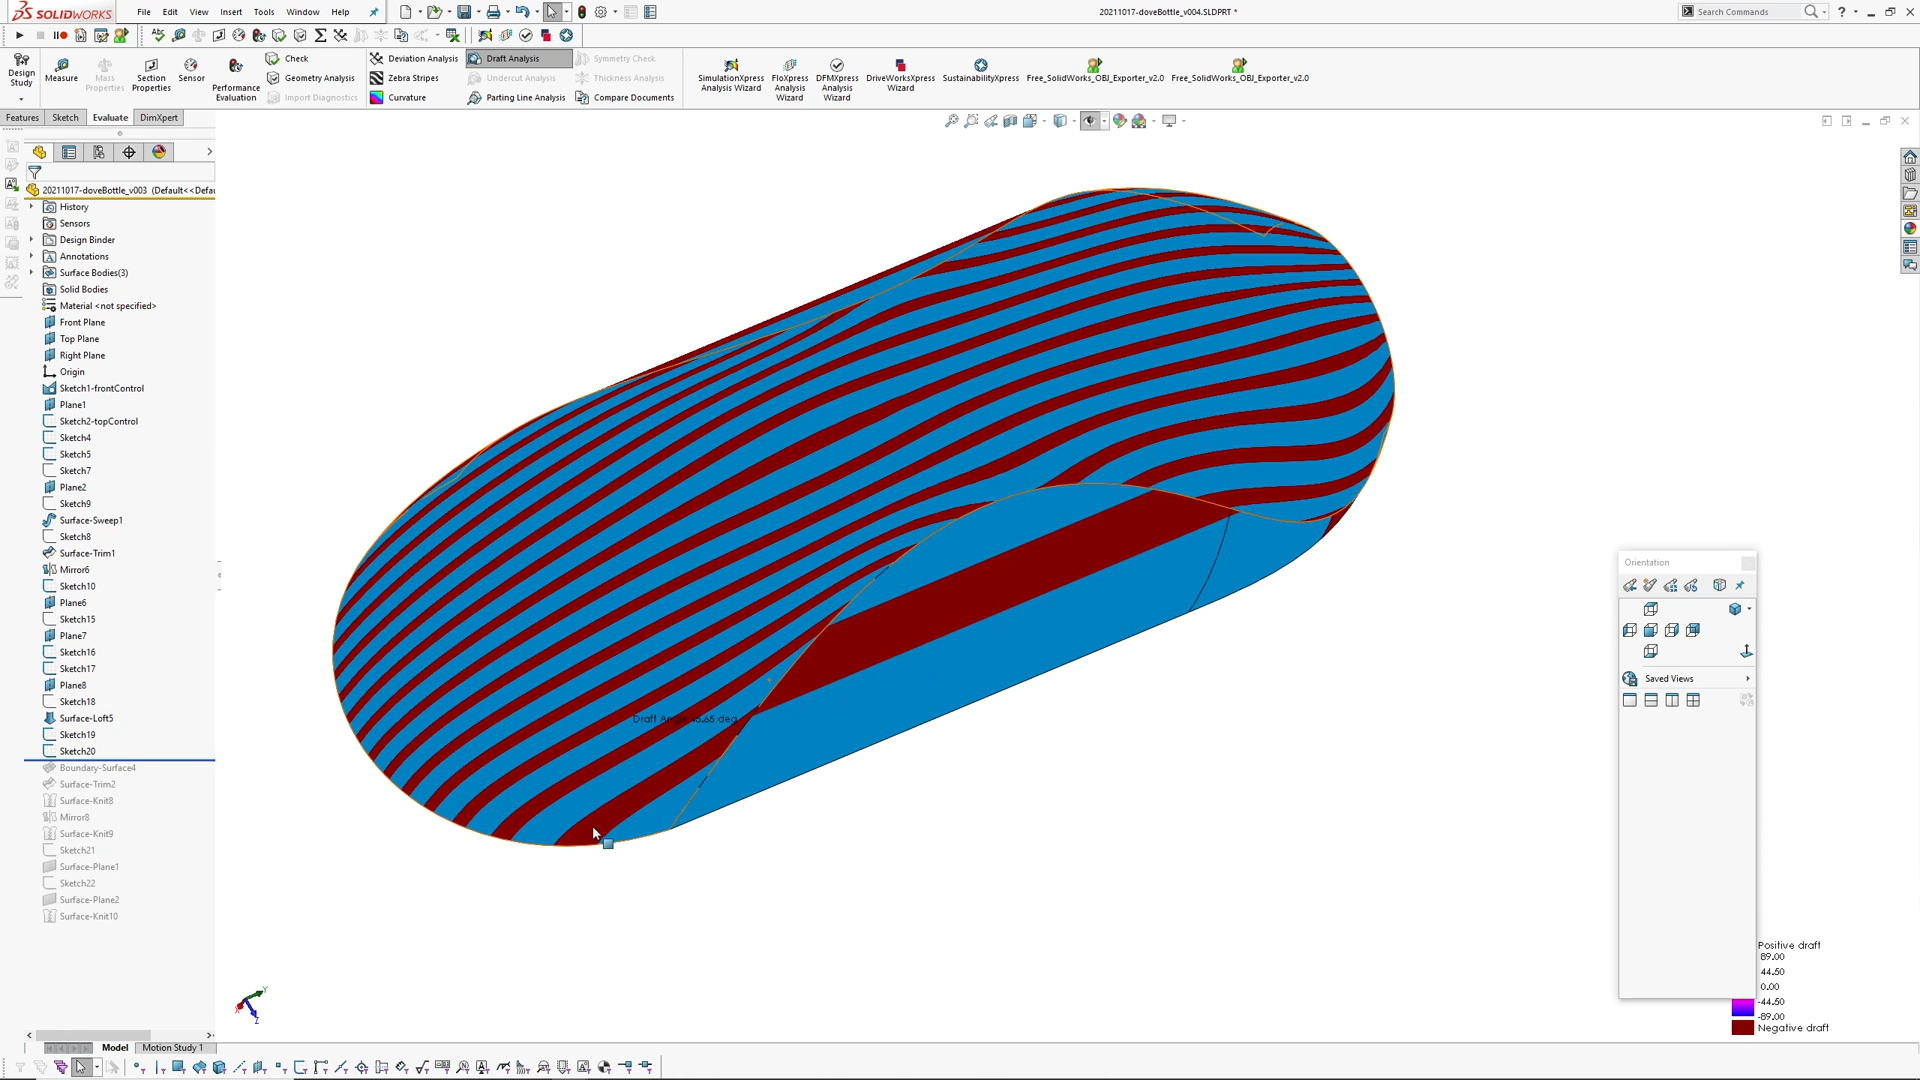 SOLIDWORKS File Edit View Insert Tools Window Help 20211017-doveBottle_v004.SLDPRT * Search Commands
Design Study
Measure
Mass Properties
Section Properties
Sensor
Performance Evaluation
Check
Geometry Analysis
Import Diagnostics
Deviation Analysis
Zebra Stripes
Curvature
Draft Analysis
Undercut Analysis
Parting Line Analysis
Symmetry Check
Thickness Analysis
Compare Documents
SimulationXpress Analysis Wizard
FloXpress Analysis Wizard
DFMXpress Analysis Wizard
DriveWorksXpress Wizard
SustainabilityXpress
Free_SolidWorks_OBJ_Exporter_v2.0
Free_SolidWorks_OBJ_Exporter_v2.0
Features Sketch Evaluate DimXpert
20211017-doveBottle_v003 (Default<<Defau
History
Sensors
Design Binder
Annotations
Surface Bodies(3)
Solid Bodies
Material <not specified>
Front Plane
Top Plane
Right Plane
Origin
Sketch1-frontControl
Plane1
Sketch2-topControl
Sketch4
Sketch5
Sketch7
Plane2
Sketch9
Surface-Sweep1
Sketch8
Surface-Trim1
Mirror6
Sketch10
Plane6
Sketch15
Plane7
Sketch16
Sketch17
Plane8
Sketch18
Surface-Loft5
Sketch19
Sketch20
Boundary-Surface4
Surface-Trim2
Surface-Knit8
Mirror8
Surface-Knit9
Sketch21
Surface-Plane1
Sketch22
Surface-Plane2
Surface-Knit10
Orientation
Saved Views
Positive draft
89.00
44.50
0.00
-44.50
-89.00
Negative draft
Y
X
Z
Model Motion Study 1